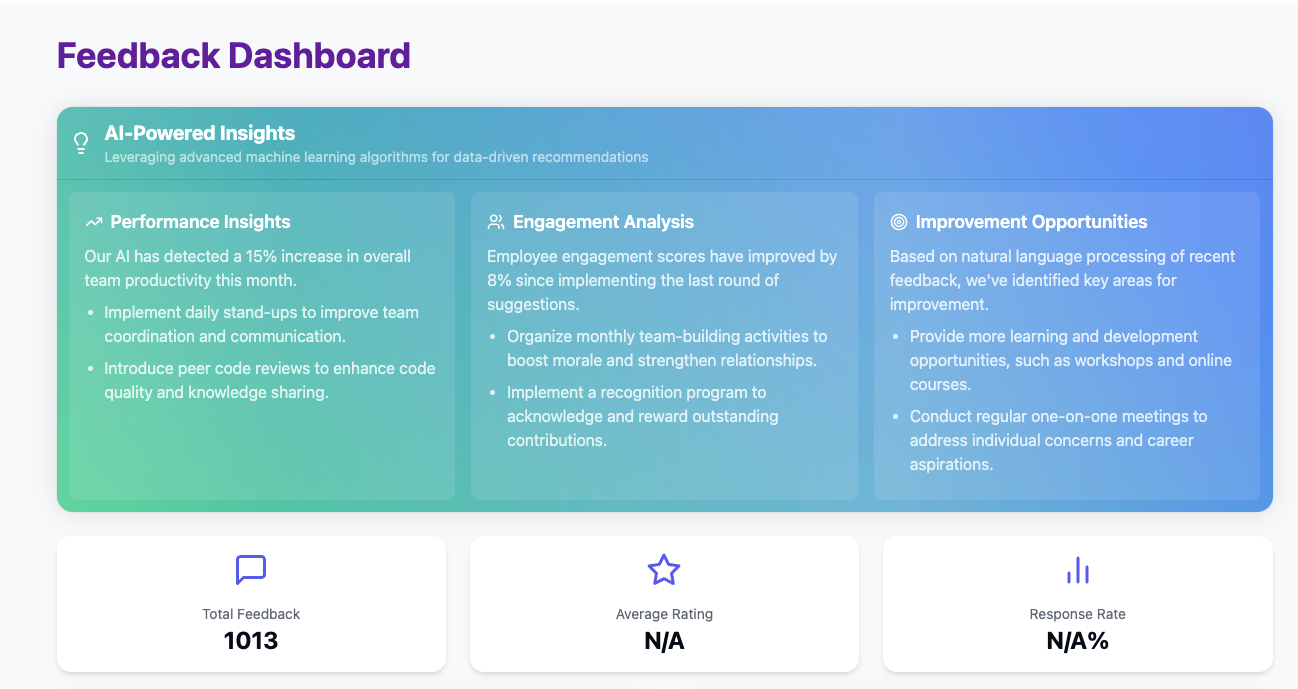 Feedback Dashboard
AI-Powered Insights
Leveraging advanced machine learning algorithms for data-driven recommendations
Performance Insights
Our AI has detected a 15% increase in overall
team productivity this month.
• Implement daily stand-ups to improve team
coordination and communication.
• Introduce peer code reviews to enhance code
quality and knowledge sharing.
Engagement Analysis
Employee engagement scores have improved by
8% since implementing the last round of
suggestions.
• Organize monthly team-building activities to
boost morale and strengthen relationships.
• Implement a recognition program to
acknowledge and reward outstanding
contributions.
Improvement Opportunities
Based on natural language processing of recent
feedback, we've identified key areas for
improvement.
• Provide more learning and development
opportunities, such as workshops and online
courses.
• Conduct regular one-on-one meetings to
address individual concerns and career
aspirations.
Total Feedback
1013
Average Rating
N/A
Response Rate
N/A%